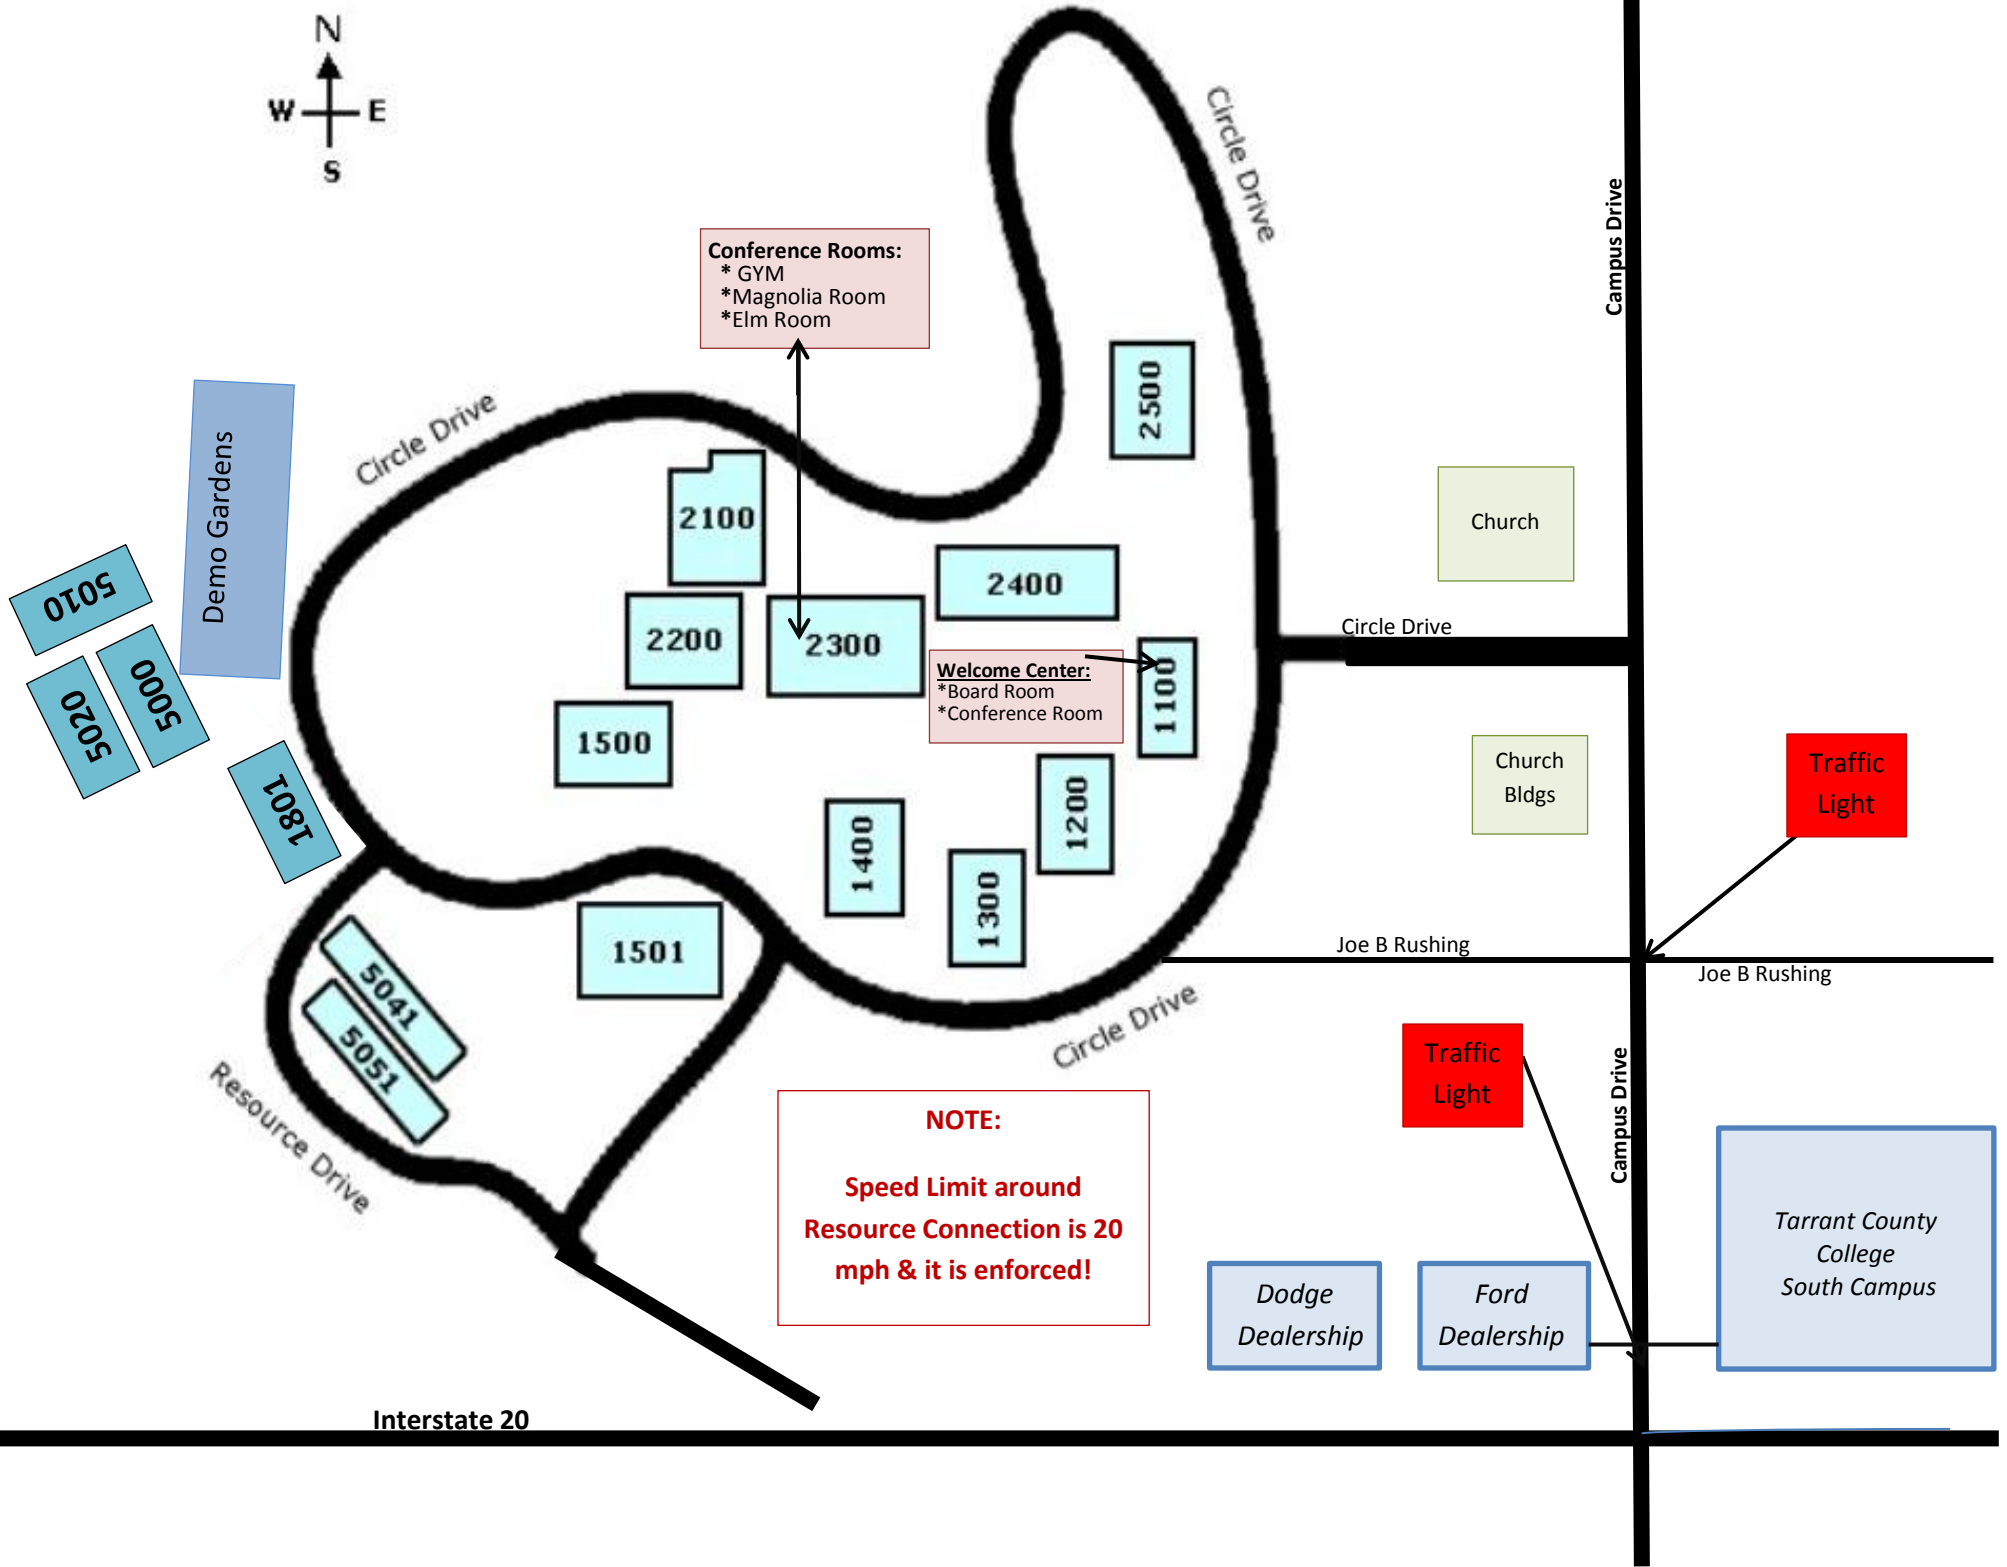 N
W E
S
Circle Drive
Campus Drive
Conference Rooms:
* GYM
*Magnolia Room
*Elm Room
2500
Circle Drive
Demo Gardens
Church
2100
5010
2400
2200
2300
Circle Drive
Welcome Center:
*Board Room
*Conference Room
1100
5000
5020
1500
Church
Bldgs
Traffic
Light
1801
1200
1400
1300
1501
Joe B Rushing
Joe B Rushing
5041
5051
Circle Drive
Resource Drive
Traffic
Light
Campus Drive
NOTE:
Speed Limit around
Resource Connection is 20
mph & it is enforced!
Tarrant County
College
South Campus
Dodge
Dealership
Ford
Dealership
Interstate 20